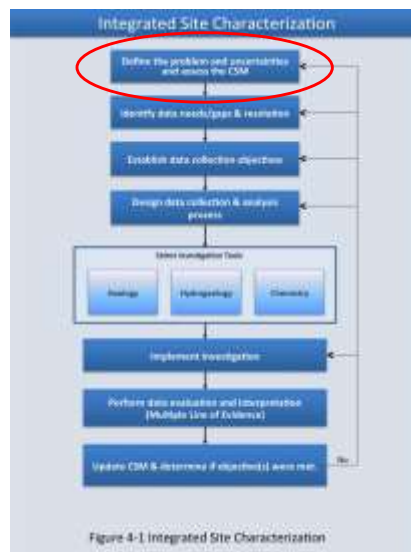 Integrated Site Characterization
Define the problem and uncertainties
and assess the CSM
Identify data needs/gaps & resolution
Establish data collection objectives
Design data collection & analysis
process
Select Investigation Tools
Geology
Hydrogeology
Chemistry
Implement investigation
Perform data evaluation and interpretation
(Multiple Line of Evidence)
Update CSM & determine if objective(s) were met.
No
Figure 4-1 Integrated Site Characterization